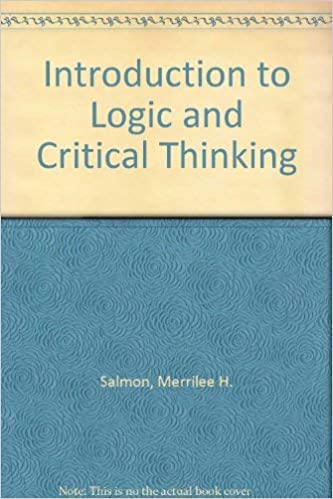 Introduction to
Logic and
Critical Thinking
Salmon, Merrilee H.
Note: This is no the actual book cover